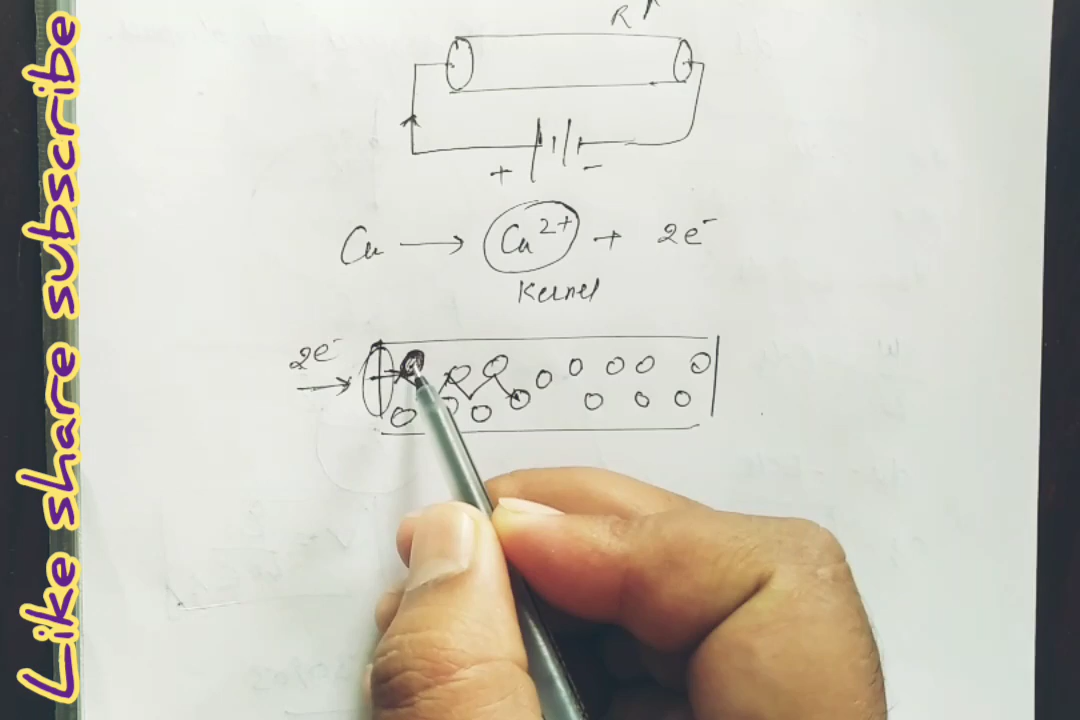 Like share subscribe
R↑
+ -
Cu → Cu²⁺ + 2e⁻
Kernel
2e⁻